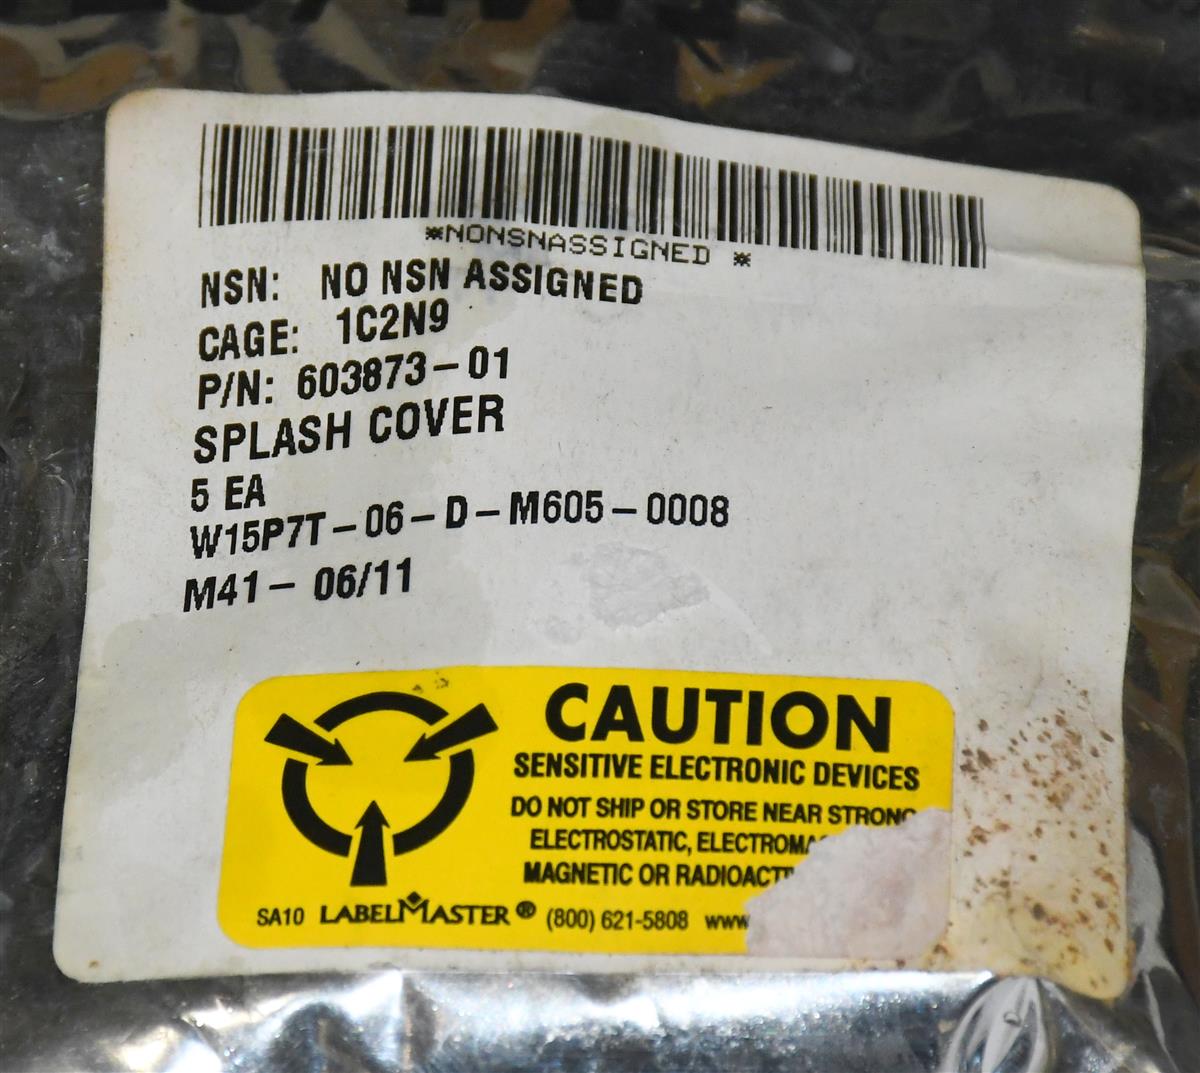 *NONSNASSIGNED *
NSN: NO NSN ASSIGNED
CAGE: 1C2N9
P/N: 603873-01
SPLASH COVER
5 EA
W15P7T-06-D-M605-0008
M41- 06/11
CAUTION
SENSITIVE ELECTRONIC DEVICES
DO NOT SHIP OR STORE NEAR STRONG
ELECTROSTATIC,
MAGNETIC OR
SA10 LABELMASTER® (800) 621-5808 www